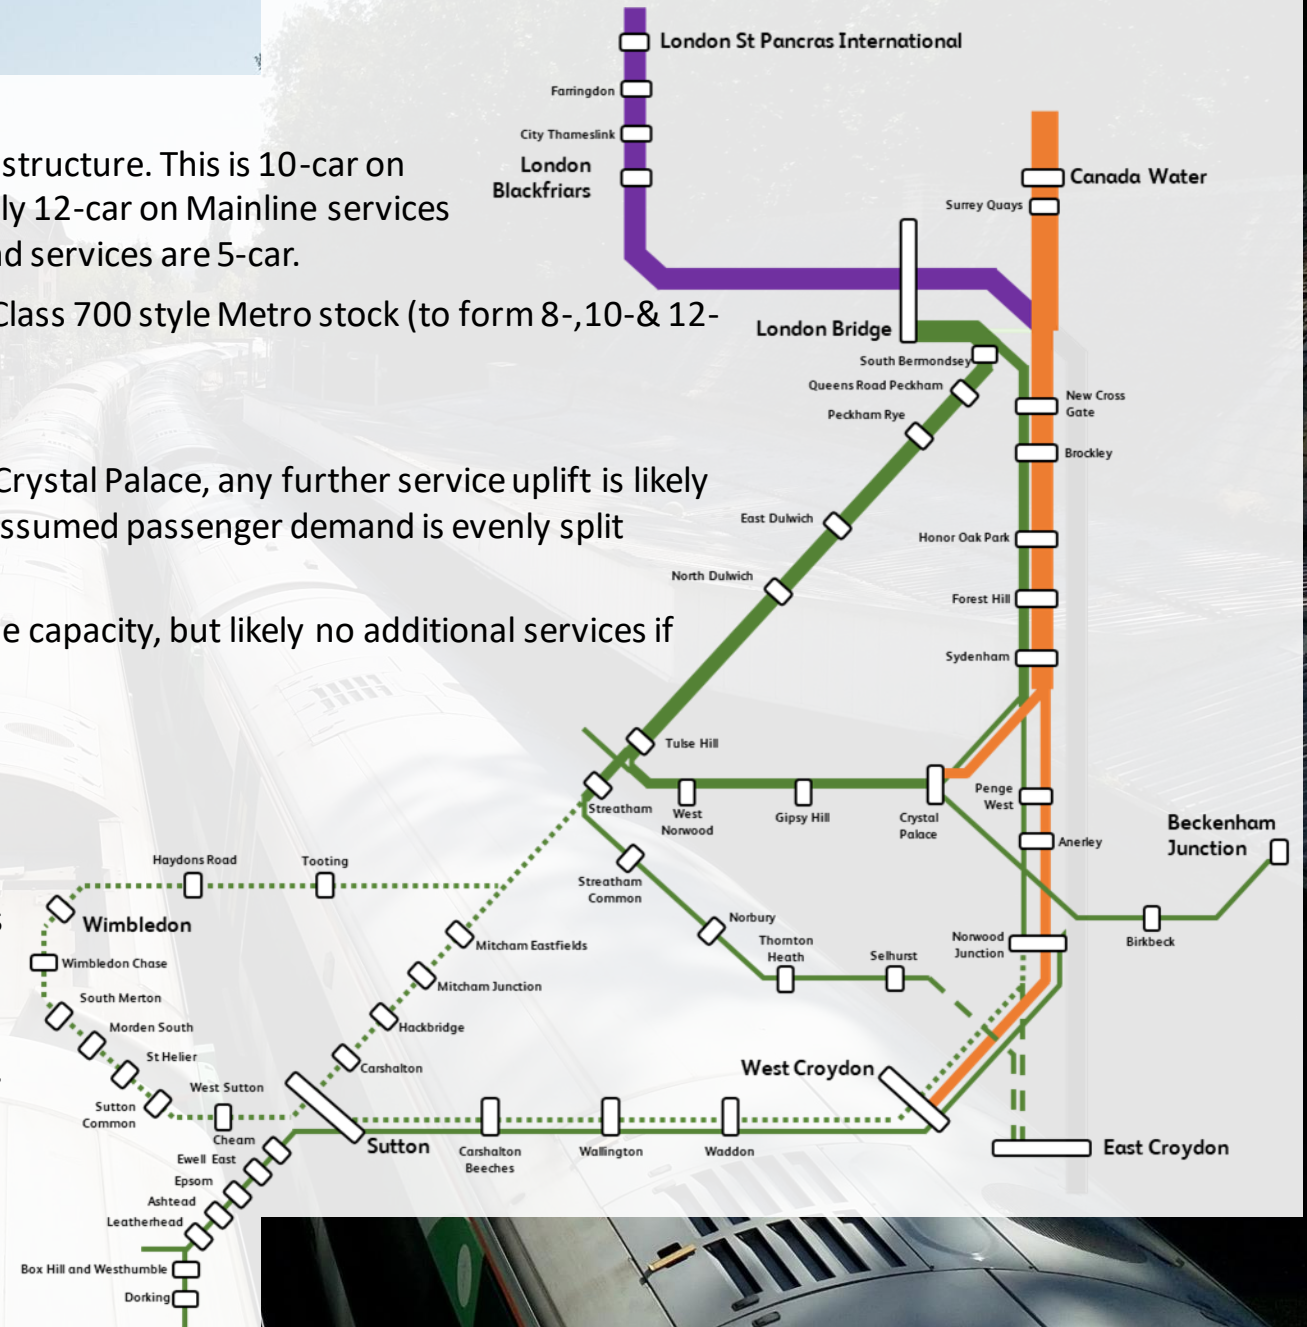 structure. This is 10-car on
ly 12-car on Mainline services
nd services are 5-car.
Class 700 style Metro stock (to form 8-,10-& 12-
Crystal Palace, any further service uplift is likely
ssumed passenger demand is evenly split
e capacity, but likely no additional services if
London St Pancras International
Farringdon
City Thameslink
London
Blackfriars
Canada Water
Surrey Quays
London Bridge
South Bermondsey
Queens Road Peckham
Peckham Rye
New Cross
Gate
Brockley
East Dulwich
Honor Oak Park
North Dulwich
Forest Hill
Sydenham
Tulse Hill
Streatham
West
Norwood
Gipsy Hill
Crystal
Palace
Penge
West
Anerley
Beckenham
Junction
Birkbeck
Haydons Road
Tooting
Wimbledon
Wimbledon Chase
South Merton
Morden South
St Helier
Sutton
Common
West Sutton
Streatham
Common
Norbury
Thornton
Heath
Selhurst
Norwood
Junction
Mitcham Eastfields
Mitcham Junction
Hackbridge
Carshalton
West Croydon
East Croydon
Sutton
Carshalton
Beeches
Wallington
Waddon
Cheam
Ewell East
Epsom
Ashtead
Leatherhead
Box Hill and Westhumble
Dorking